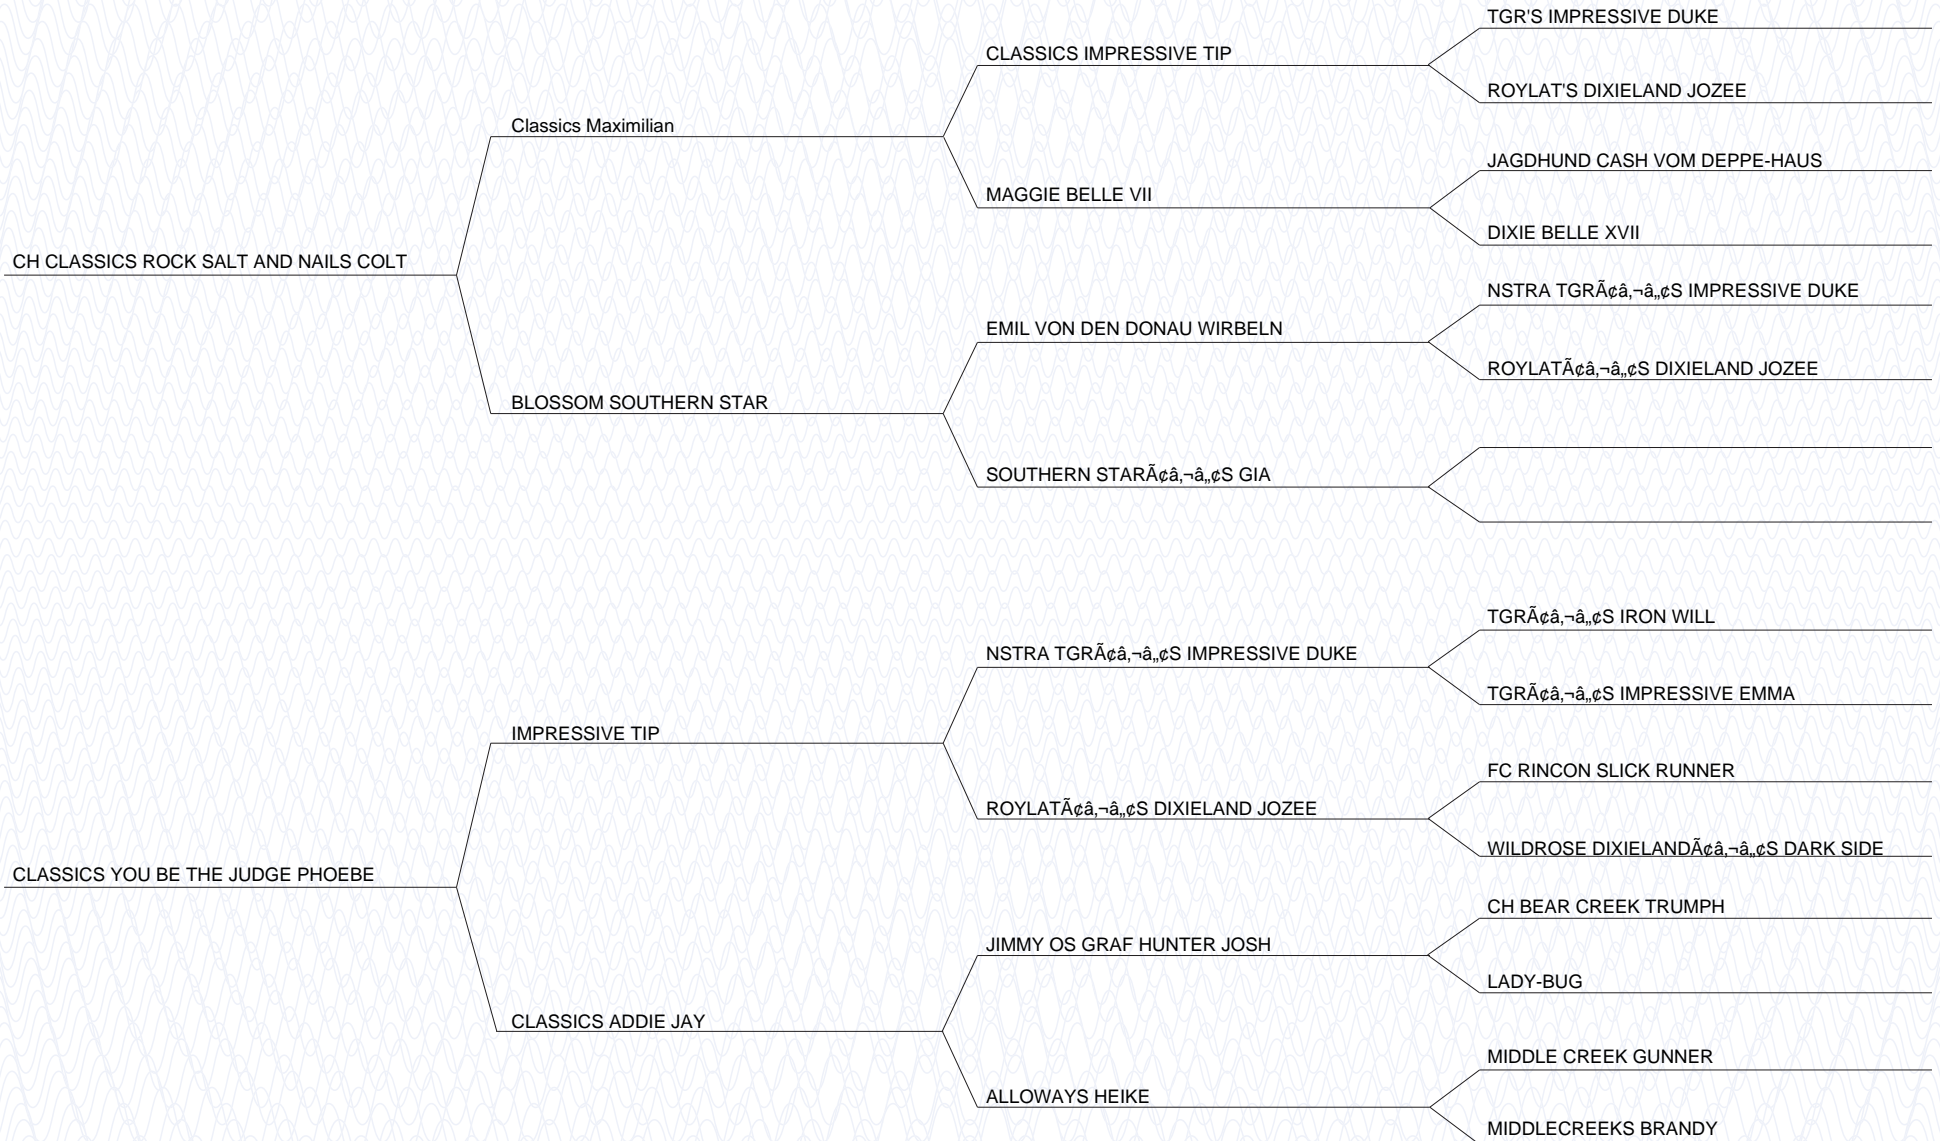 TGR'S IMPRESSIVE DUKE
CLASSICS IMPRESSIVE TIP
ROYLAT'S DIXIELAND JOZEE
Classics Maximilian
JAGDHUND CASH VOM DEPPE-HAUS
MAGGIE BELLE VII
DIXIE BELLE XVII
CH CLASSICS ROCK SALT AND NAILS COLT
NSTRA TGRÃ¢â‚¬â„¢S IMPRESSIVE DUKE
EMIL VON DEN DONAU WIRBELN
ROYLATÃ¢â‚¬â„¢S DIXIELAND JOZEE
BLOSSOM SOUTHERN STAR
SOUTHERN STARÃ¢â‚¬â„¢S GIA
TGRÃ¢â‚¬â„¢S IRON WILL
NSTRA TGRÃ¢â‚¬â„¢S IMPRESSIVE DUKE
TGRÃ¢â‚¬â„¢S IMPRESSIVE EMMA
IMPRESSIVE TIP
FC RINCON SLICK RUNNER
ROYLATÃ¢â‚¬â„¢S DIXIELAND JOZEE
WILDROSE DIXIELANDÃ¢â‚¬â„¢S DARK SIDE
CLASSICS YOU BE THE JUDGE PHOEBE
CH BEAR CREEK TRUMPH
JIMMY OS GRAF HUNTER JOSH
LADY-BUG
CLASSICS ADDIE JAY
MIDDLE CREEK GUNNER
ALLOWAYS HEIKE
MIDDLECREEKS BRANDY